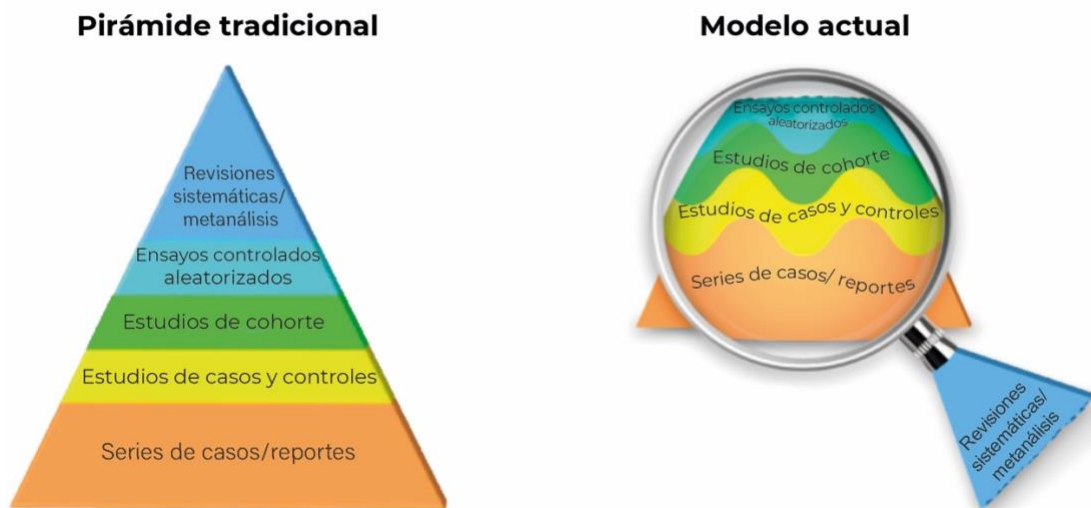 Pirámide tradicional
Revisiones
sistemáticas/
metanálisis
Ensayos controlados
aleatorizados
Estudios de cohorte
Estudios de casos y controles
Series de casos/reportes
Modelo actual
Ensayos controlados
aleatorizados
Estudios de cohorte
Estudios de casos y controles
Series de casos/ reportes
Revisiones
sistemáticas/
metanálisis